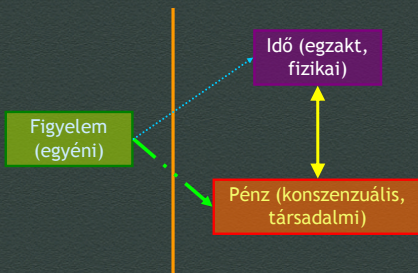 Idő (egzakt,
fizikai)
Figyelem
(egyéni)
Pénz (konszenzuális,
társadalmi)